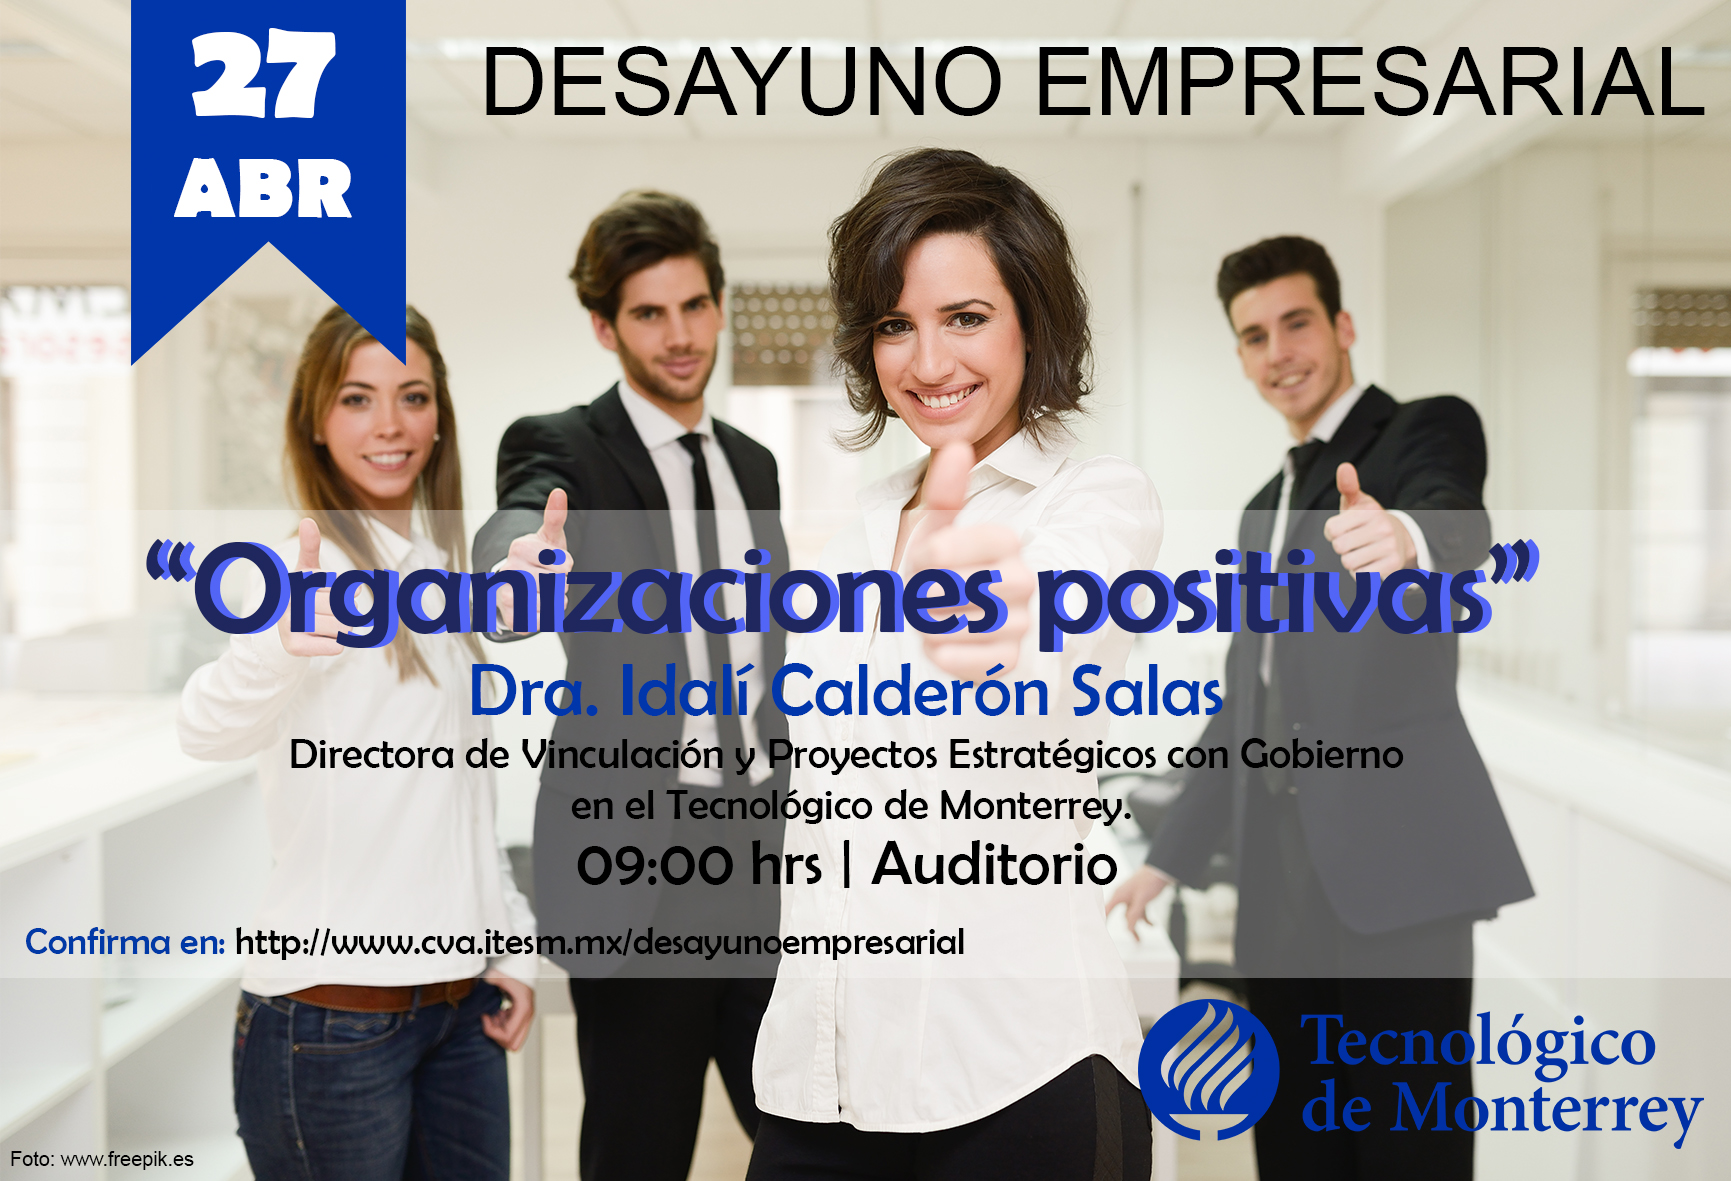 27
ABR
DESAYUNO EMPRESARIAL
“Organizaciones positivas”
Dra. Idalí Calderón Salas
Directora de Vinculación y Proyectos Estratégicos con Gobierno
en el Tecnológico de Monterrey.
09:00 hrs | Auditorio
Confirma en: http://www.cva.itesm.mx/desayunoempresarial
Tecnológico
de Monterrey
Foto: www.freepik.es